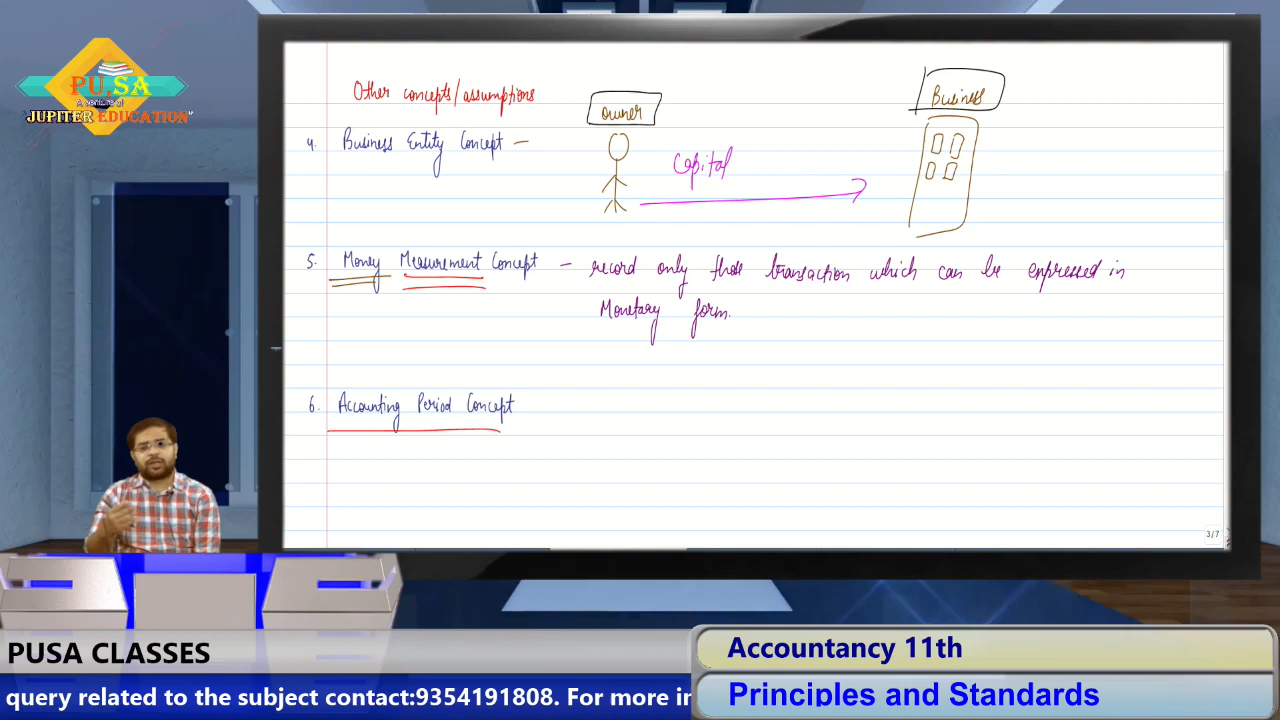 PU,SA
A venture of
"JUPITER EDUCATION"
Other concepts/assumptions
owner
Business
4. Business Entity Concept –
Capital
5. Money Measurement Concept – record only those transaction which can be expressed in
Monetary form.
6. Accounting Period Concept
3/7
PUSA CLASSES
Accountancy 11th
query related to the subject contact:9354191808. For more in
Principles and Standards